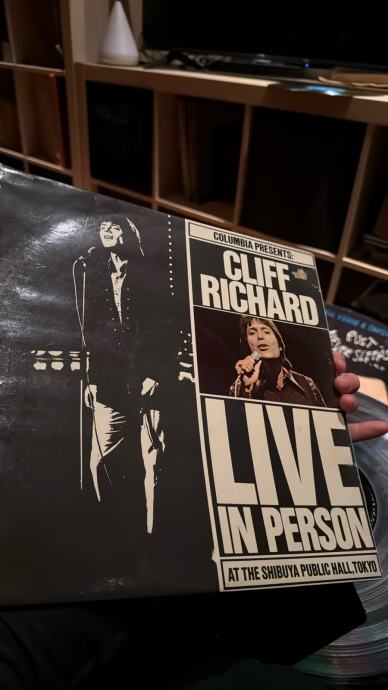 COLUMBIA PRESENTS:
CLIFF
RICHARD
LIVE
IN PERSON
AT THE SHIBUYA PUBLIC HALL, TOKYO